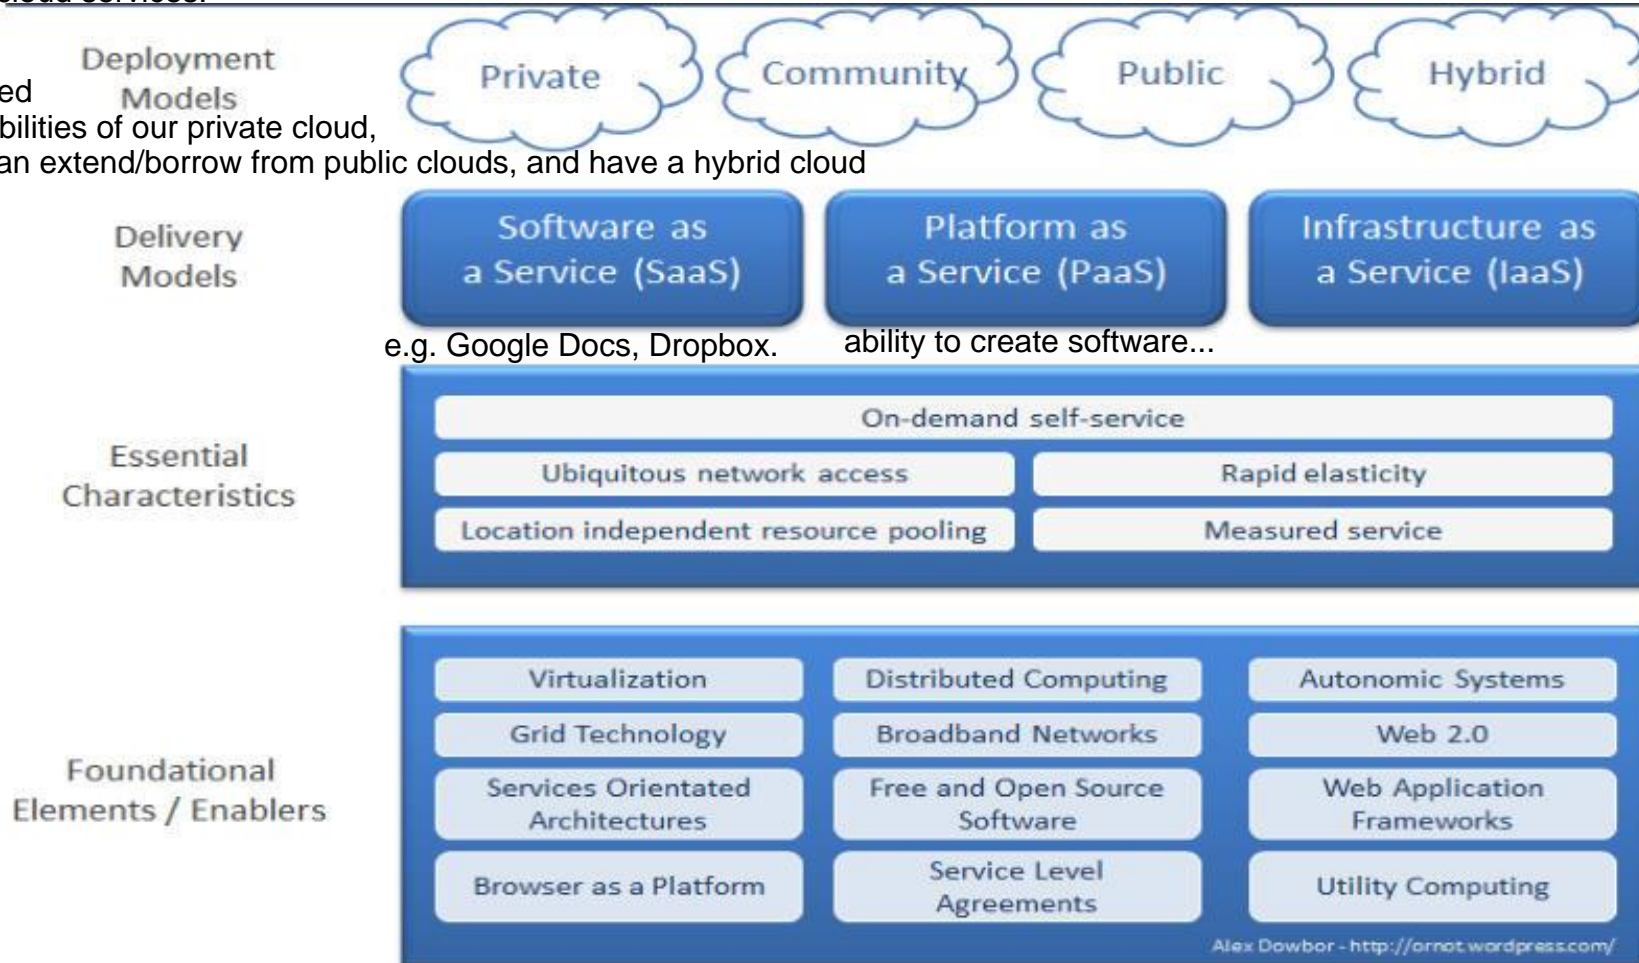 cloud services.
Deployment
Models
Private
Community
Public
Hybrid
ed
bilities of our private cloud,
an extend/borrow from public clouds, and have a hybrid cloud
Delivery
Models
Software as
a Service (SaaS)
Platform as
a Service (PaaS)
Infrastructure as
a Service (IaaS)
e.g. Google Docs, Dropbox.
ability to create software...
Essential
Characteristics
On-demand self-service
Ubiquitous network access
Rapid elasticity
Location independent resource pooling
Measured service
Foundational
Elements / Enablers
Virtualization
Distributed Computing
Autonomic Systems
Grid Technology
Broadband Networks
Web 2.0
Services Orientated
Architectures
Free and Open Source
Software
Web Application
Frameworks
Browser as a Platform
Service Level
Agreements
Utility Computing
Alex Dowbor - http://ornot.wordpress.com/